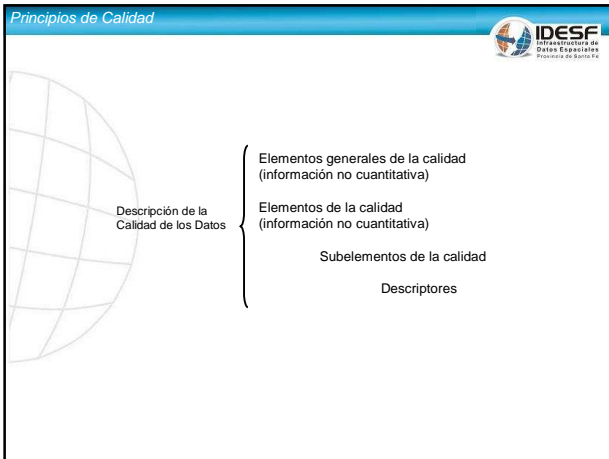 Principios de Calidad
IDESF
Infraestructura de
Datos Espaciales
Provincia de Santa Fe
Elementos generales de la calidad
(información no cuantitativa)
Descripción de la
Calidad de los Datos
Elementos de la calidad
(información no cuantitativa)
Subelementos de la calidad
Descriptores